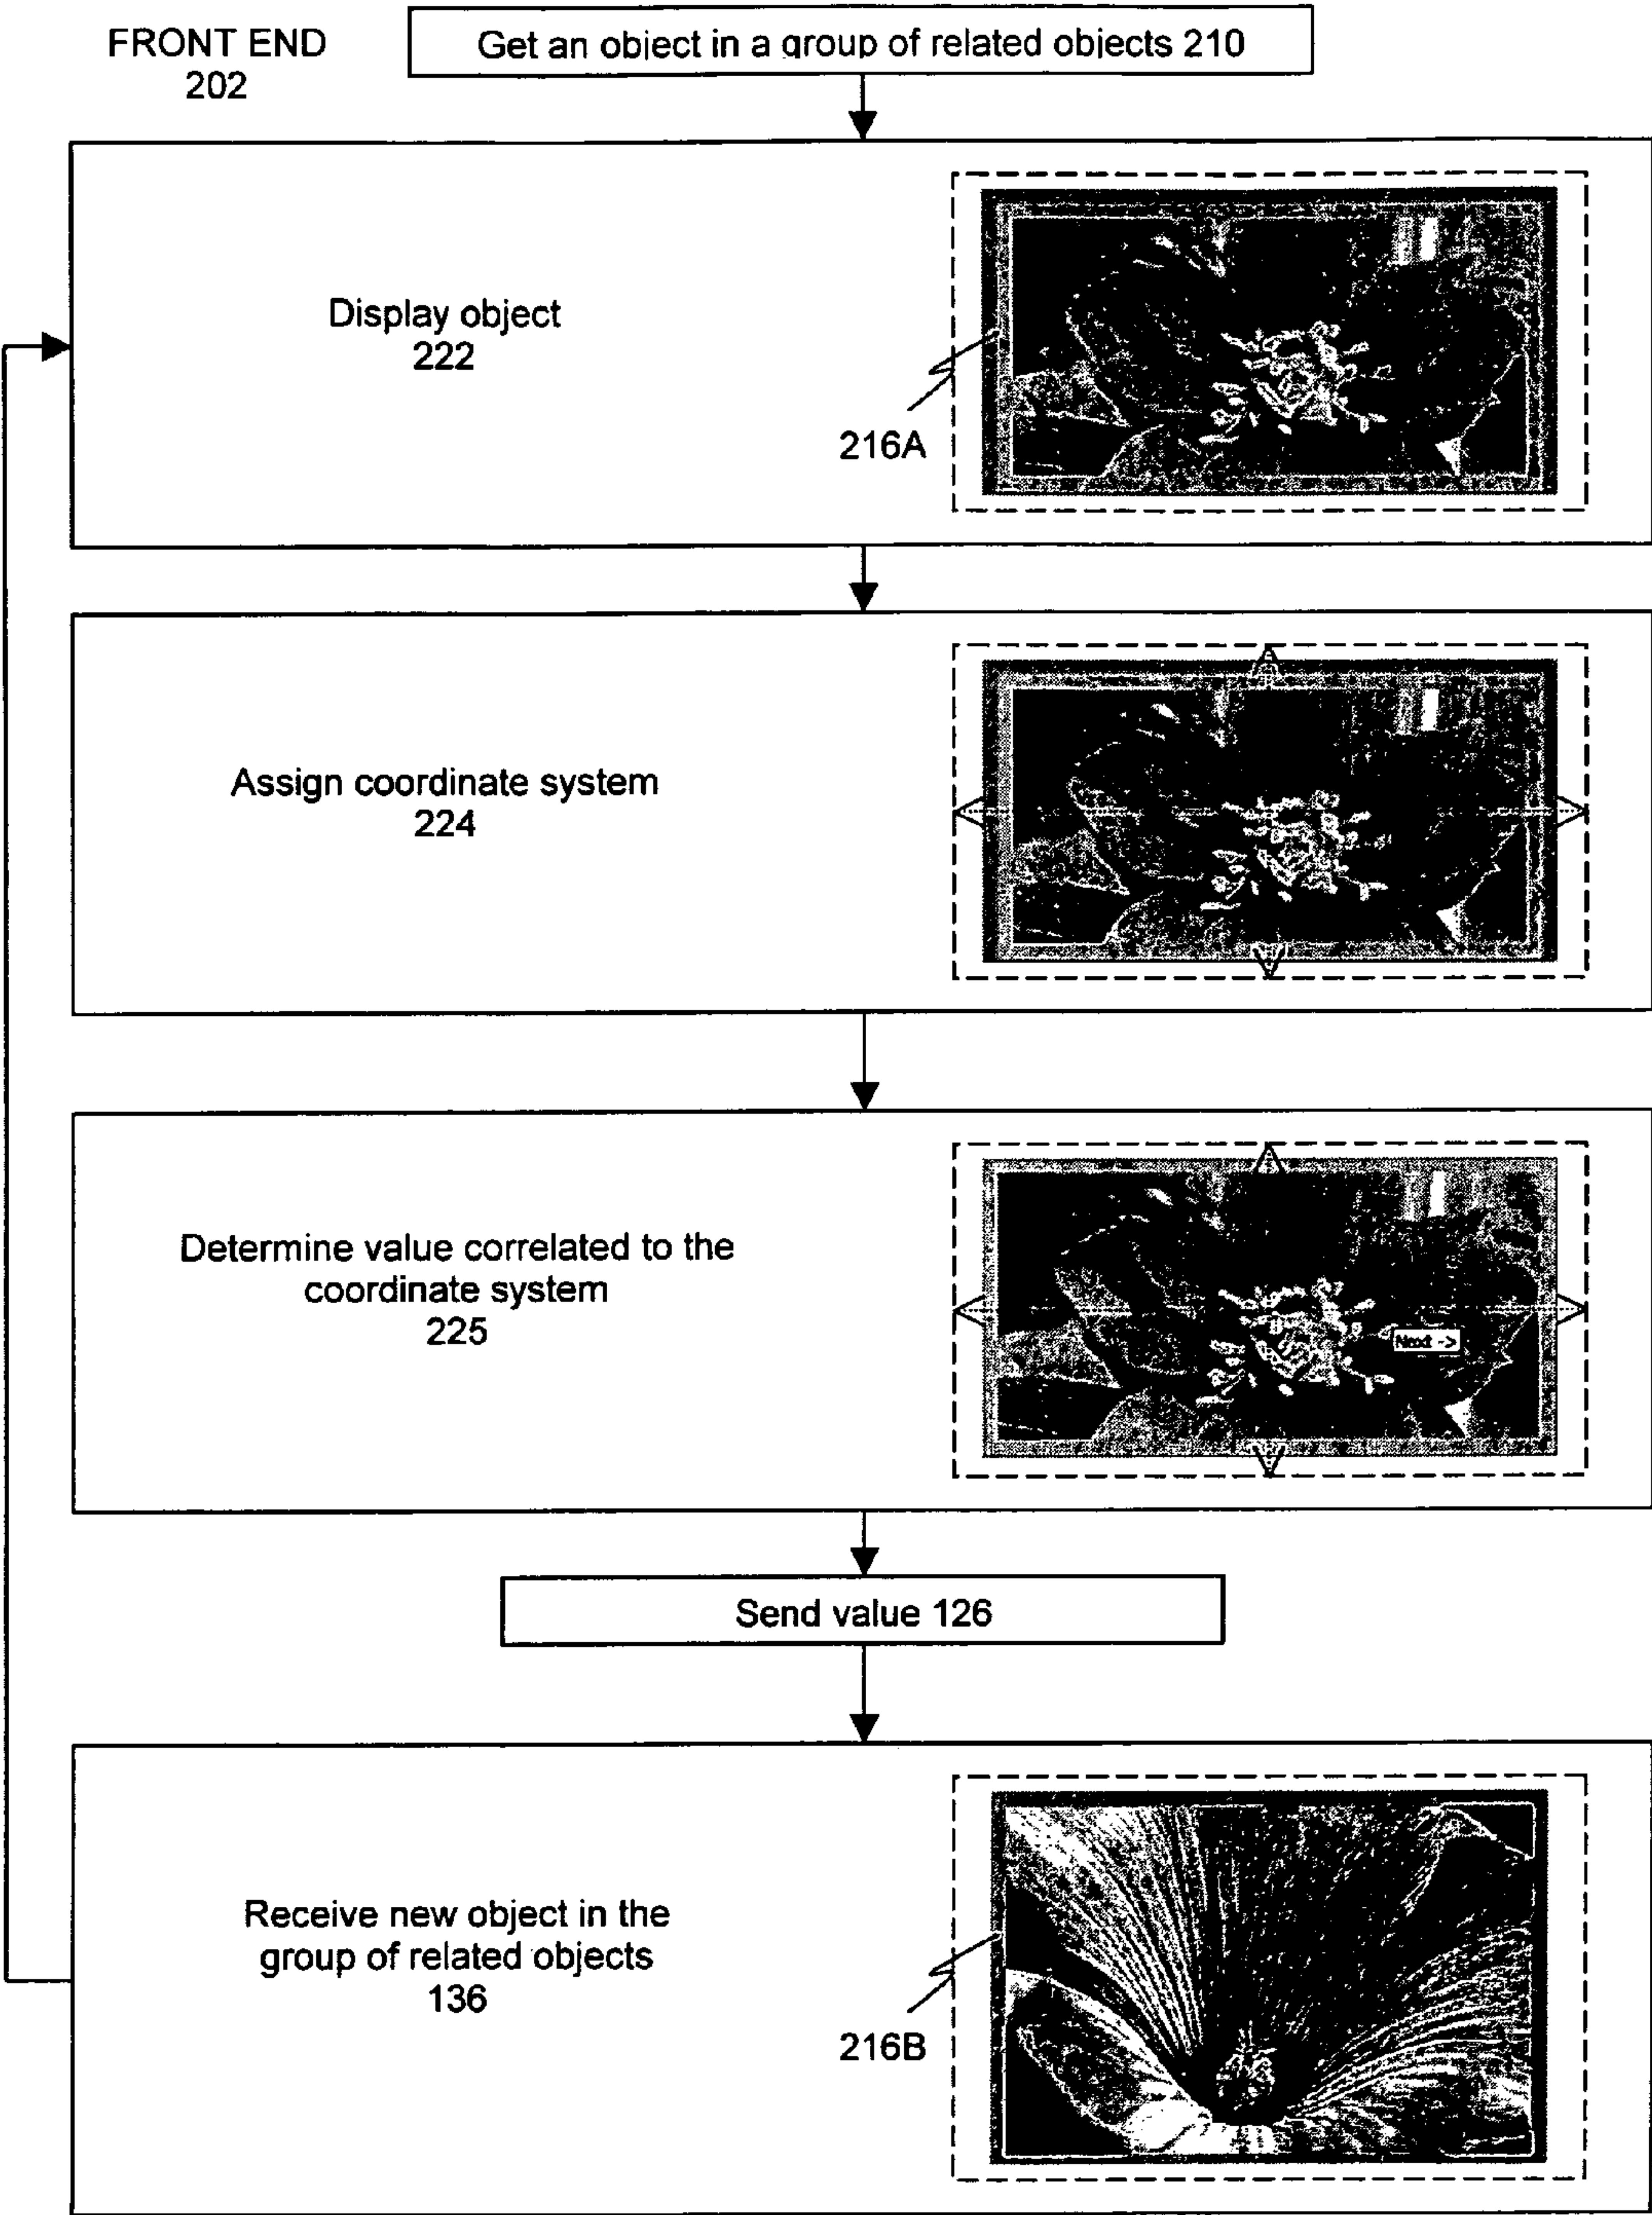 FRONT END
202
Get an object in a group of related objects 210
Display object
222
216A
Assign coordinate system
224
Determine value correlated to the
coordinate system
225
Next ->
Send value 126
Receive new object in the
group of related objects
136
216B